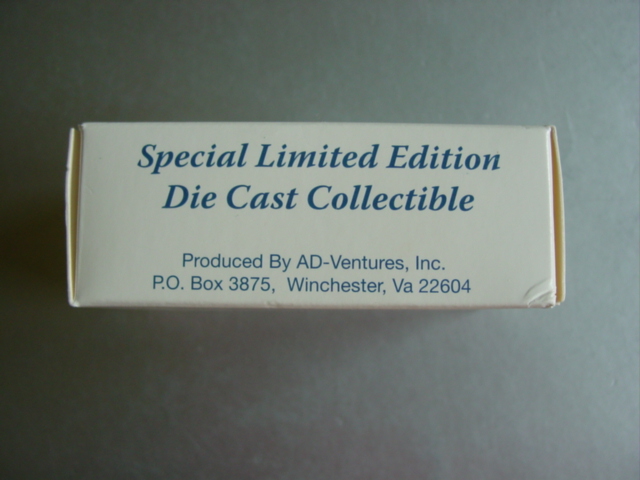 Special Limited Edition
Die Cast Collectible
Produced By AD-Ventures, Inc.
P.O. Box 3875, Winchester, Va 22604